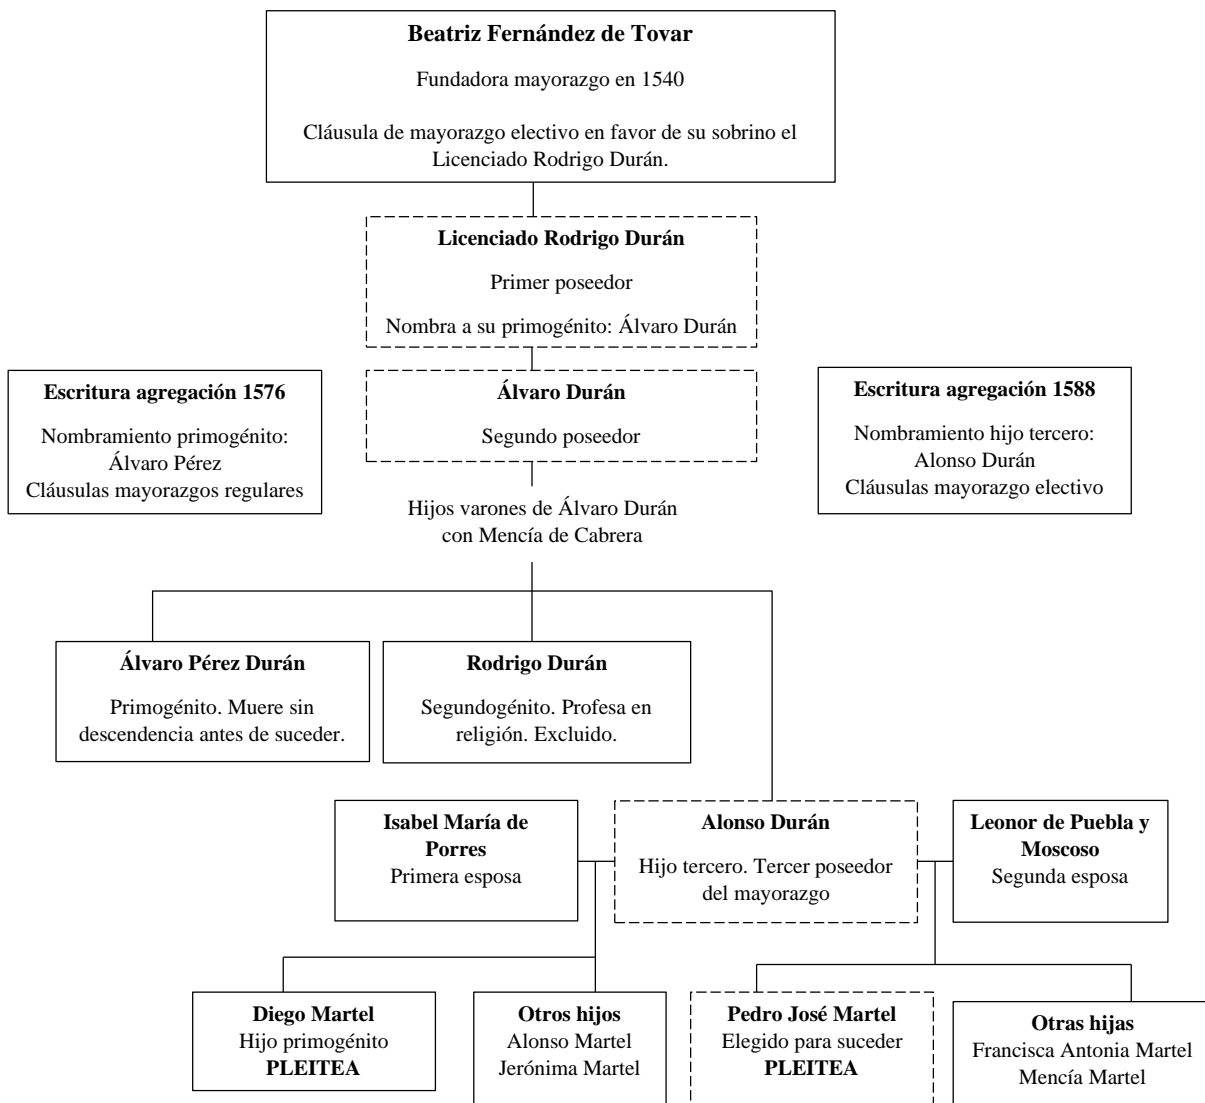 Beatriz Fernández de Tovar
Fundadora mayorazgo en 1540
Cláusula de mayorazgo electivo en favor de su sobrino el
Licenciado Rodrigo Durán.
Licenciado Rodrigo Durán
Primer poseedor
Nombra a su primogénito: Álvaro Durán
Escritura agregación 1576
Nombramiento primogénito:
Álvaro Pérez
Cláusulas mayorazgos regulares
Álvaro Durán
Segundo poseedor
Escritura agregación 1588
Nombramiento hijo tercero:
Alonso Durán
Cláusulas mayorazgo electivo
Hijos varones de Álvaro Durán
con Mencía de Cabrera
Álvaro Pérez Durán
Primogénito. Muere sin
descendencia antes de suceder.
Rodrigo Durán
Segundogénito. Profesa en
religión. Excluido.
Isabel María de
Porres
Primera esposa
Alonso Durán
Hijo tercero. Tercer poseedor
del mayorazgo
Leonor de Puebla y
Moscoso
Segunda esposa
Diego Martel
Hijo primogénito
PLEITEA
Otros hijos
Alonso Martel
Jerónima Martel
Pedro José Martel
Elegido para suceder
PLEITEA
Otras hijas
Francisca Antonia Martel
Mencía Martel